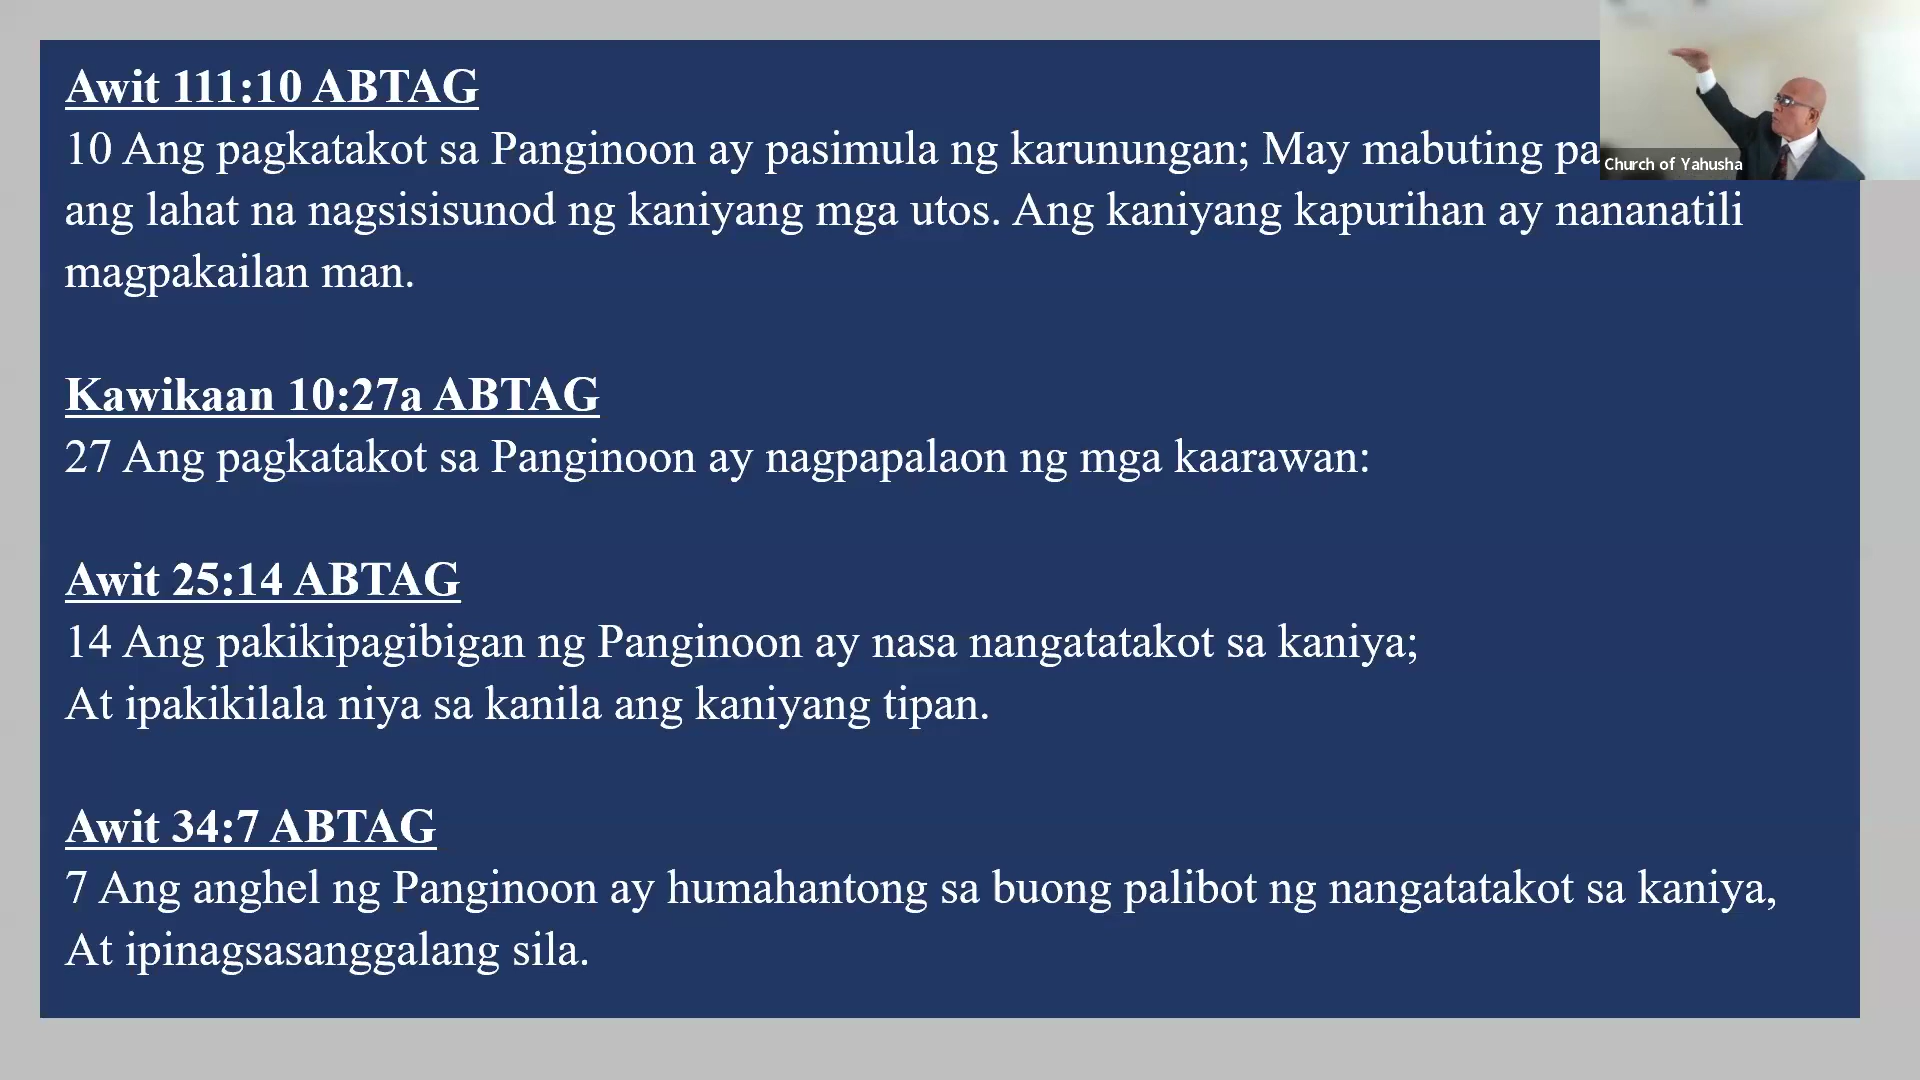 Awit 111:10 ABTAG
10 Ang pagkatakot sa Panginoon ay pasimula ng karunungan; May mabuting
ang lahat na nagsisisunod ng kaniyang mga utos. Ang kaniyang kapurihan ay nananatili
magpakailan man.
Kawikaan 10:27a ABTAG
27 Ang pagkatakot sa Panginoon ay nagpapalaon ng mga kaarawan:
Awit 25:14 ABTAG
14 Ang pakikipagibigan ng Panginoon ay nasa nangatatakot sa kaniya;
At ipakikilala niya sa kanila ang kaniyang tipan.
Awit 34:7 ABTAG
7 Ang anghel ng Panginoon ay humahantong sa buong palibot ng nangatatakot sa kaniya,
At ipinagsasanggalang sila.
Church of Yahusha